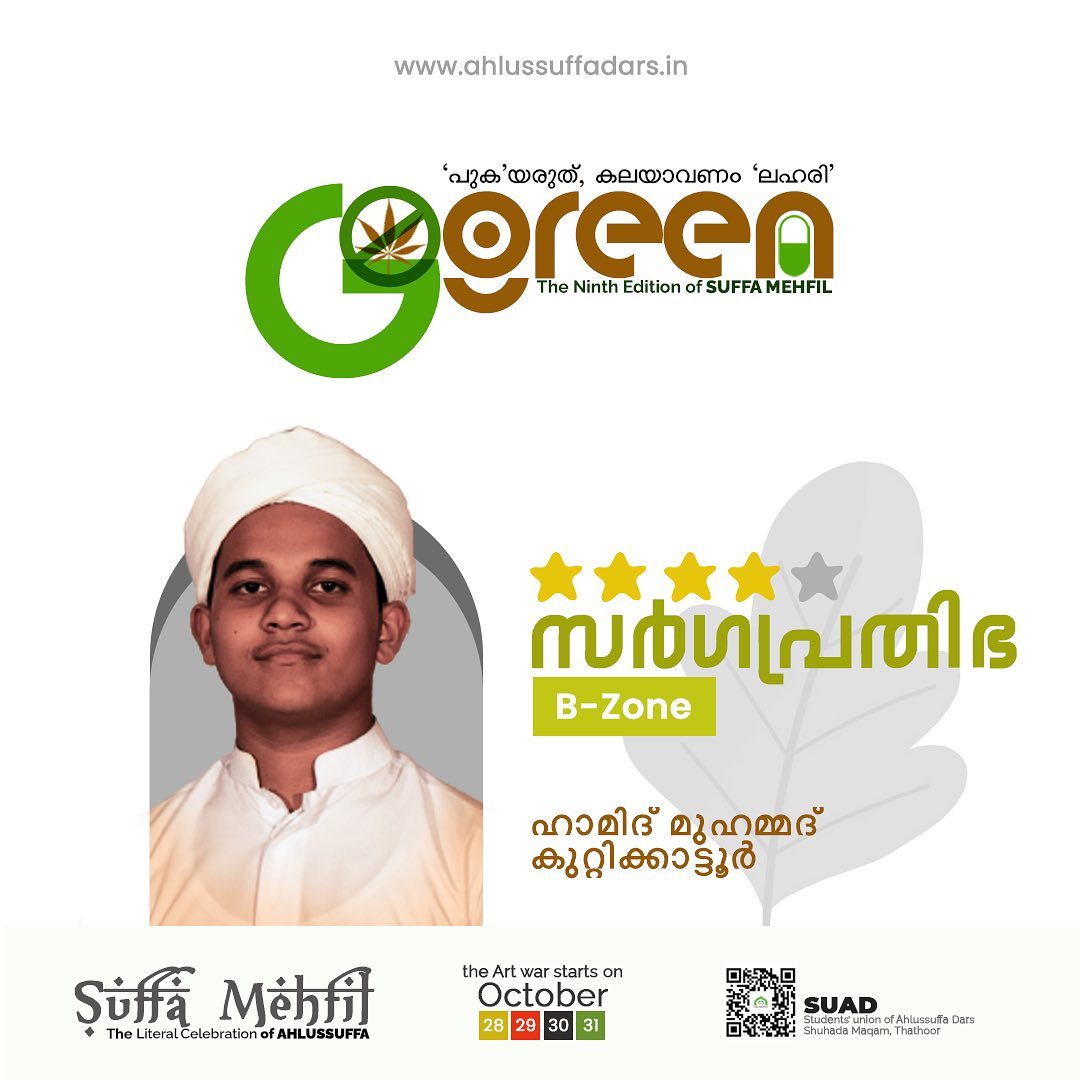 www.ahlussuffadars.in
‘പുക’യരുത്, കലയാവണം ‘ലഹരി’
Go green
The Ninth Edition of SUFFA MEHFIL
സർഗപ്രതിഭ
B-Zone
ഹാമിദ് മുഹമ്മദ്
കുറ്റിക്കാട്ടൂർ
Suffa Mehfil
The Literal Celebration of AHLUSSUFFA
the Art war starts on
October
28 29 30 31
SUAD
Students' union of Ahlussuffa Dars
Shuhada Maqam, Thathoor